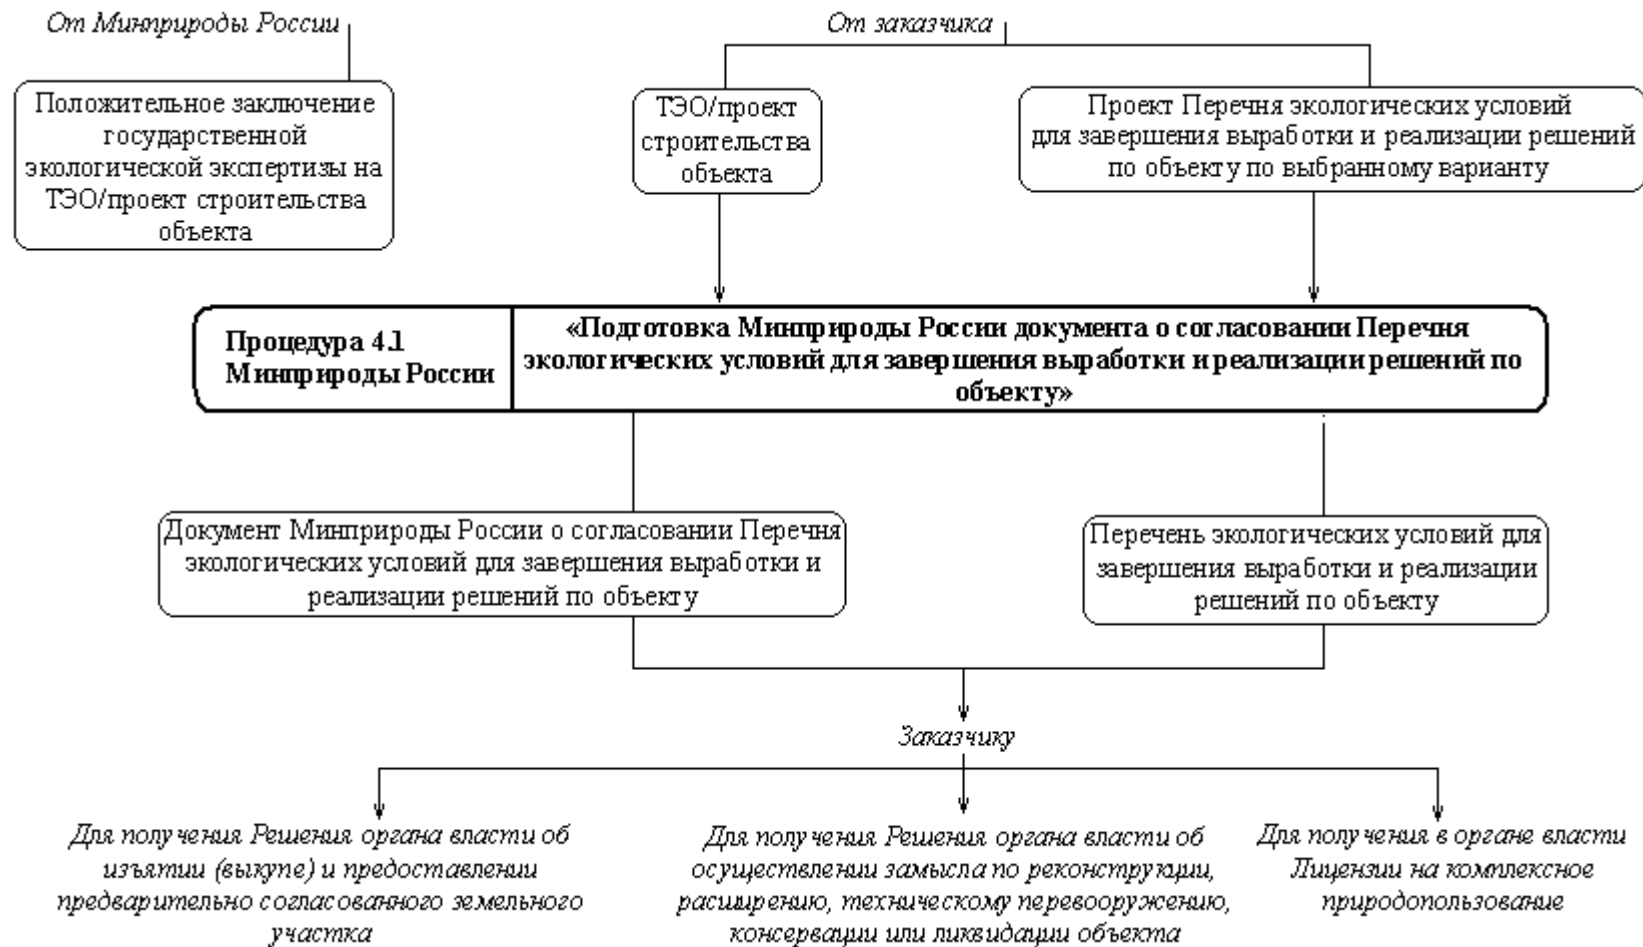 От Минприроды России
От заказчика
Положительное заключение
государственной
экологической экспертизы на
ТЭО/проект строительства
объекта
ТЭО/проект
строительства
объекта
Проект Перечня экологических условий
для завершения выработки и реализации решений
по объекту по выбранному варианту
Процедура 4.1
Минприроды России
«Подготовка Минприроды России документа о согласовании Перечня
экологических условий для завершения выработки и реализации решений по
объекту»
Документ Минприроды России о согласовании Перечня
экологических условий для завершения выработки и
реализации решений по объекту
Перечень экологических условий для
завершения выработки и реализации
решений по объекту
Заказчику
Для получения Решения органа власти об
изъятии (выкупе) и предоставлении
предварительно согласованного земельного
участка
Для получения Решения органа власти об
осуществлении замысла по реконструкции,
расширению, техническому перевооружению,
консервации или ликвидации объекта
Для получения в органе власти
Лицензии на комплексное
природопользование